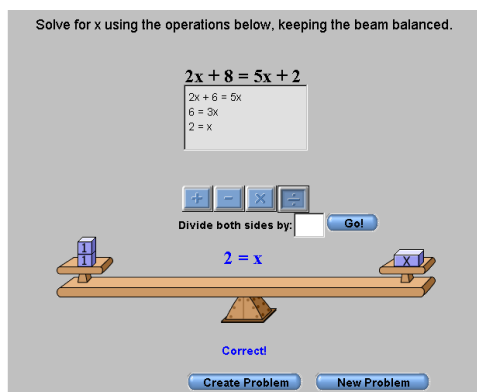 Solve for x using the operations below, keeping the beam balanced.
2x + 8 = 5x + 2
2x + 6 = 5x
6 = 3x
2 = x
+ - × ÷
Divide both sides by: Go!
1
1
2 = x
X
Correct!
Create Problem New Problem